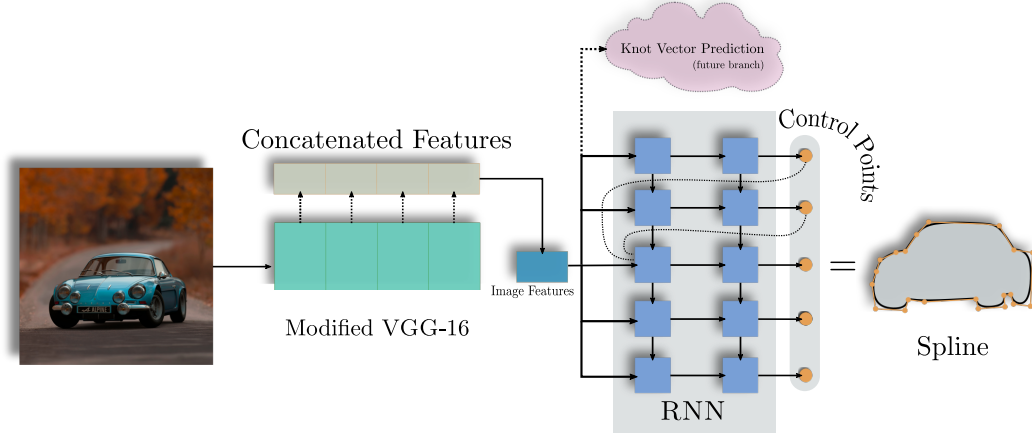 Knot Vector Prediction
(future branch)
Concatenated Features
Control Points
Image Features
Modified VGG-16
=
Spline
RNN